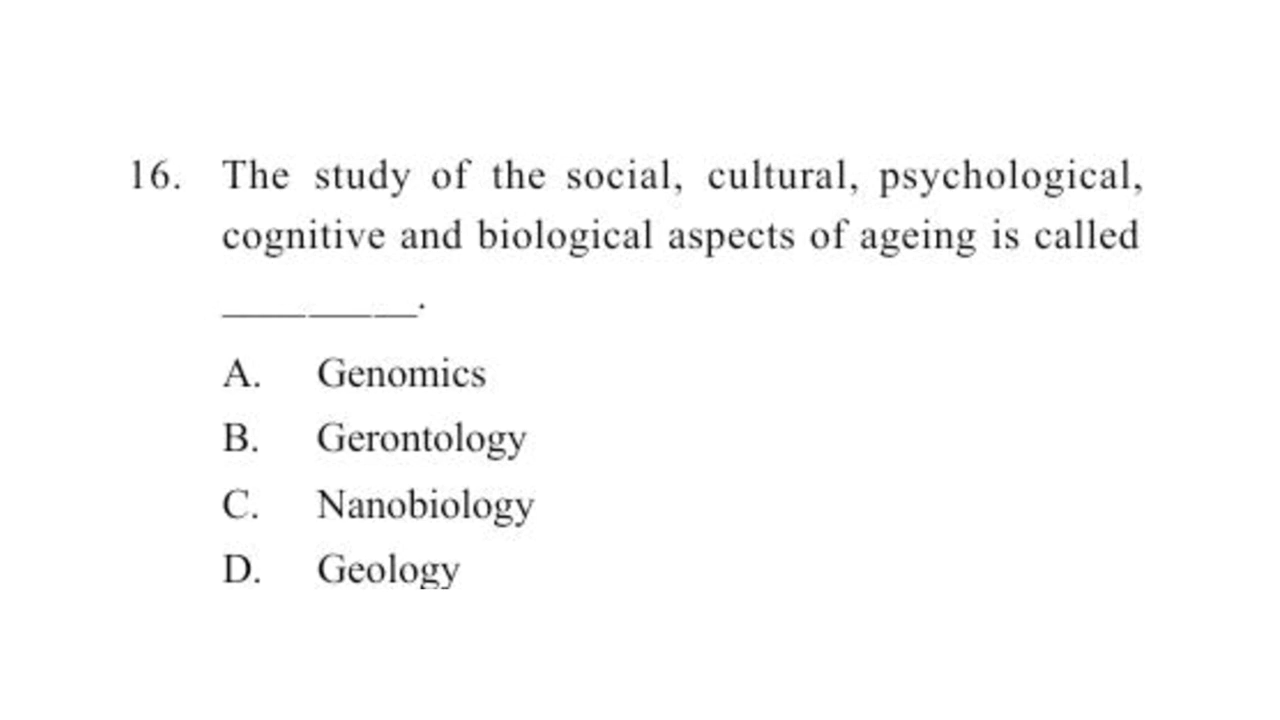 16. The study of the social, cultural, psychological,
cognitive and biological aspects of ageing is called
_________.
A. Genomics
B. Gerontology
C. Nanobiology
D. Geology